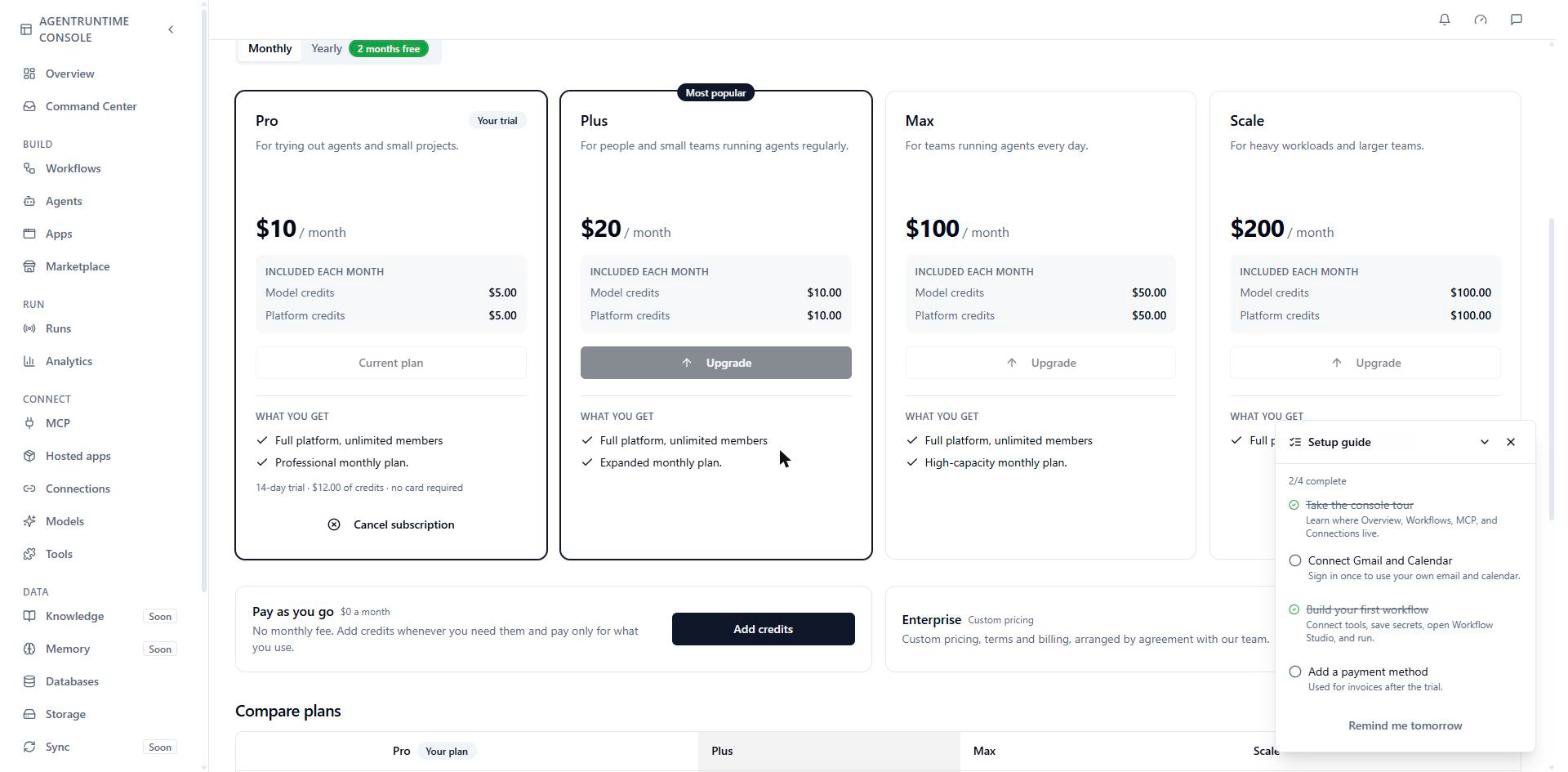 AGENTRUNTIME
CONSOLE
Overview
Command Center
BUILD
Workflows
Agents
Apps
Marketplace
RUN
Runs
Analytics
CONNECT
MCP
Hosted apps
Connections
Models
Tools
DATA
Knowledge Soon
Memory Soon
Databases
Storage
Sync Soon
Monthly Yearly 2 months free
Pro Your trial
For trying out agents and small projects.
$10 / month
INCLUDED EACH MONTH
Model credits $5.00
Platform credits $5.00
Current plan
WHAT YOU GET
Full platform, unlimited members
Professional monthly plan.
14-day trial · $12.00 of credits · no card required
Cancel subscription
Most popular
Plus
For people and small teams running agents regularly.
$20 / month
INCLUDED EACH MONTH
Model credits $10.00
Platform credits $10.00
Upgrade
WHAT YOU GET
Full platform, unlimited members
Expanded monthly plan.
Max
For teams running agents every day.
$100 / month
INCLUDED EACH MONTH
Model credits $50.00
Platform credits $50.00
Upgrade
WHAT YOU GET
Full platform, unlimited members
High-capacity monthly plan.
Scale
For heavy workloads and larger teams.
$200 / month
INCLUDED EACH MONTH
Model credits $100.00
Platform credits $100.00
Upgrade
WHAT YOU GET
Full p
Pay as you go $0 a month
No monthly fee. Add credits whenever you need them and pay only for what
you use.
Add credits
Enterprise Custom pricing
Custom pricing, terms and billing, arranged by agreement with our team.
Compare plans
Pro Your plan Plus Max Scale
Setup guide
2/4 complete
Take the console tour
Learn where Overview, Workflows, MCP, and
Connections live.
Connect Gmail and Calendar
Sign in once to use your own email and calendar.
Build your first workflow
Connect tools, save secrets, open Workflow
Studio, and run.
Add a payment method
Used for invoices after the trial.
Remind me tomorrow